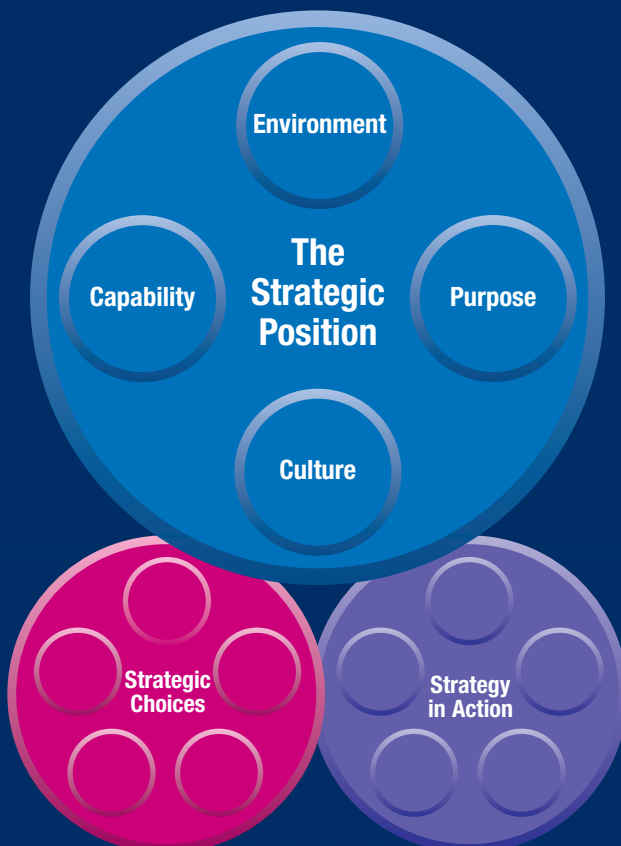 Environment
The
Strategic
Position
Capability
Purpose
Culture
Strategic
Choices
Strategy
in Action